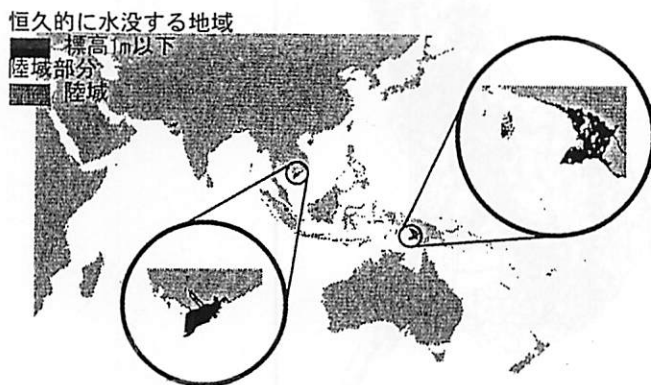 恒久的に水没する地域
標高1m以下
陸域部分
陸域